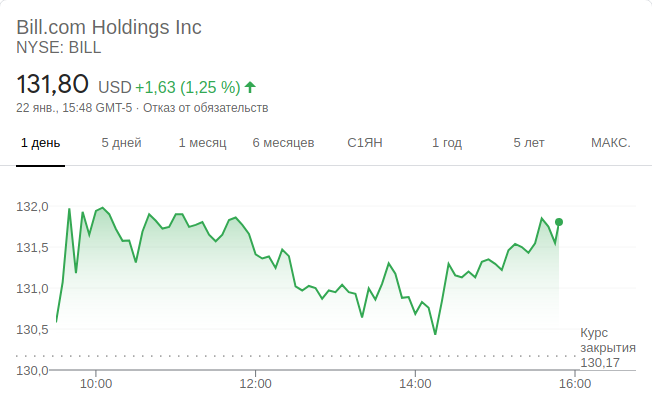 Bill.com Holdings Inc
NYSE: BILL
131,80 USD +1,63 (1,25 %)
22 янв., 15:48 GMT-5 · Отказ от обязательств
1 день 5 дней 1 месяц 6 месяцев С1ЯН 1 год 5 лет МАКС.
132,0
131,5
131,0
130,5
Курс
закрытия
130,17
130,0
10:00 12:00 14:00 16:00